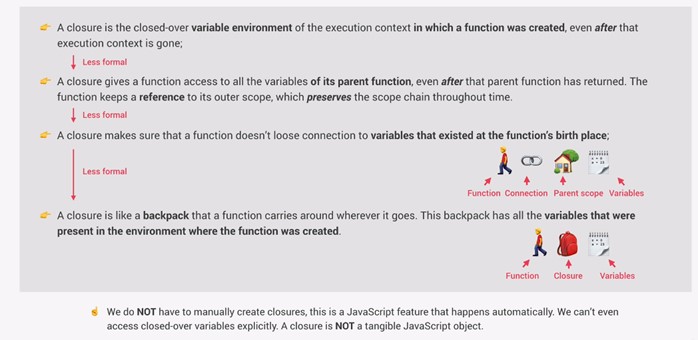 👉 A closure is the closed-over variable environment of the execution context in which a function was created, even after that
execution context is gone;
Less formal
👉 A closure gives a function access to all the variables of its parent function, even after that parent function has returned. The
function keeps a reference to its outer scope, which preserves the scope chain throughout time.
Less formal
👉 A closure makes sure that a function doesn't loose connection to variables that existed at the function's birth place;
Less formal
Function Connection Parent scope Variables
👉 A closure is like a backpack that a function carries around wherever it goes. This backpack has all the variables that were
present in the environment where the function was created.
Function Closure Variables
☝️ We do NOT have to manually create closures, this is a JavaScript feature that happens automatically. We can't even
access closed-over variables explicitly. A closure is NOT a tangible JavaScript object.